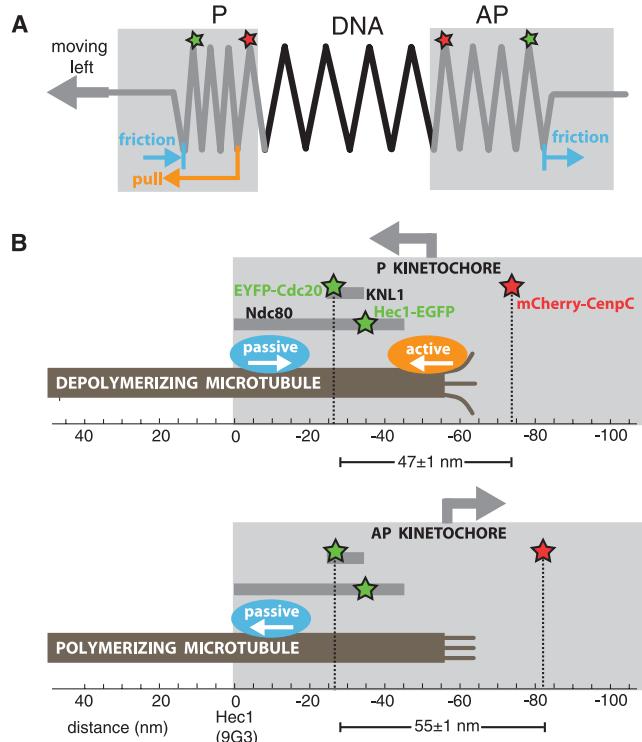 A
P
DNA
AP
moving
left
friction
pull
friction
B
P KINETOCHORE
EYFP-Cdc20
KNL1
mCherry-CenpC
Ndc80
Hec1-EGFP
passive
active
DEPOLYMERIZING MICROTUBULE
40 20 0 -20 -40 -60 -80 -100
47±1 nm
AP KINETOCHORE
passive
POLYMERIZING MICROTUBULE
40 20 0 -20 -40 -60 -80 -100
distance (nm)
Hec1
(9G3)
55±1 nm